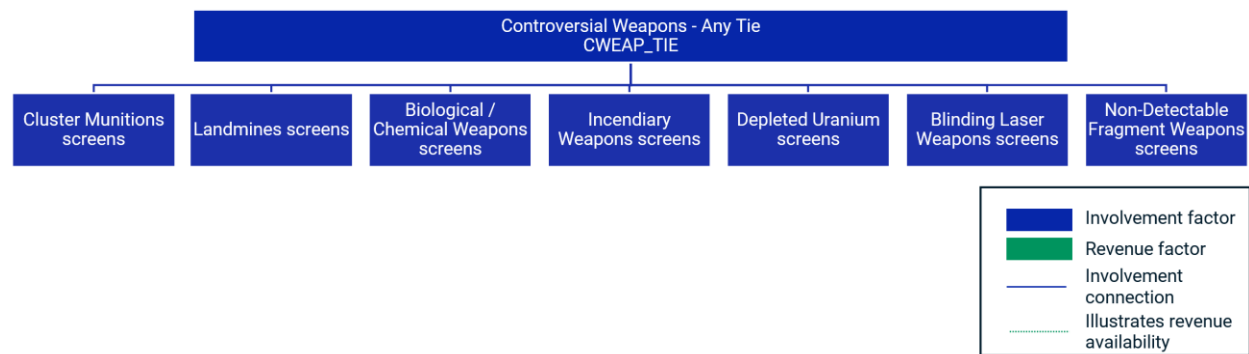 Controversial Weapons - Any Tie
CWEAP_TIE
Cluster Munitions
screens
Landmines screens
Biological /
Chemical Weapons
screens
Incendiary
Weapons screens
Depleted Uranium
screens
Blinding Laser
Weapons screens
Non-Detectable
Fragment Weapons
screens
Involvement factor
Revenue factor
Involvement
connection
Illustrates revenue
availability